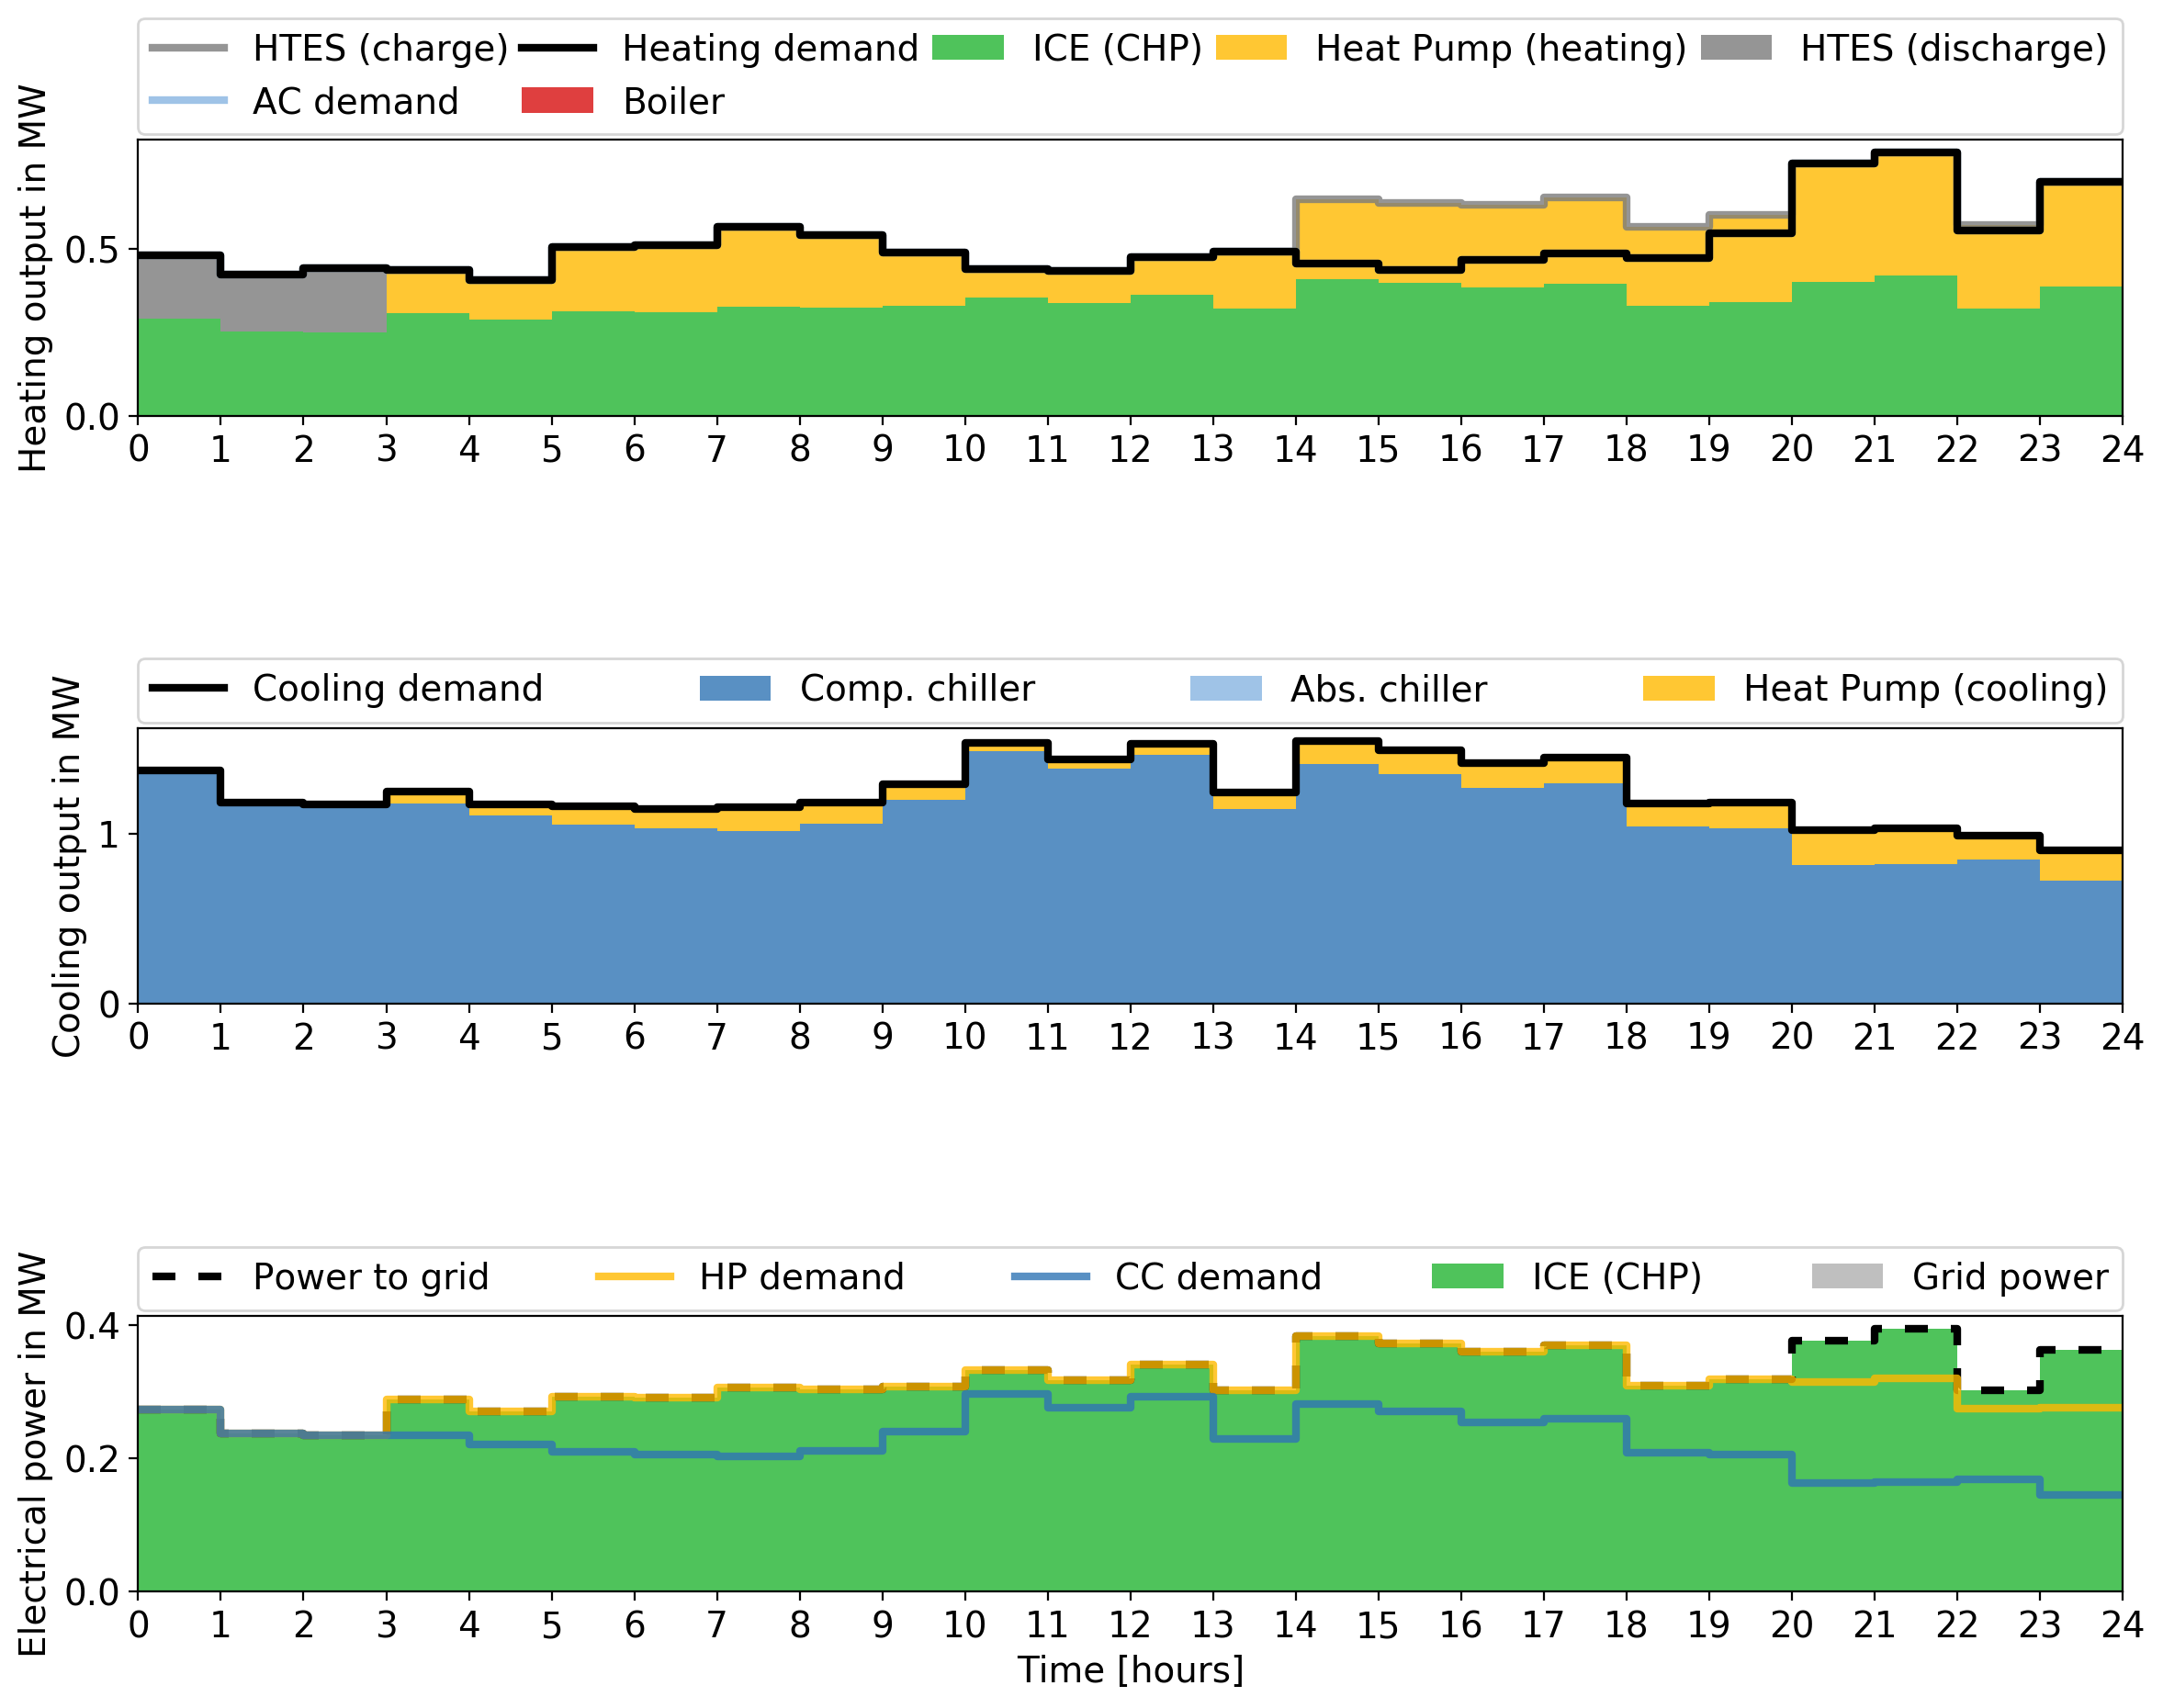 HTES (charge) Heating demand ICE (CHP) Heat Pump (heating) HTES (discharge)
AC demand Boiler
Heating output in MW
0.5
0.0
0 1 2 3 4 5 6 7 8 9 10 11 12 13 14 15 16 17 18 19 20 21 22 23 24
Cooling demand Comp. chiller Abs. chiller Heat Pump (cooling)
Cooling output in MW
1
0
0 1 2 3 4 5 6 7 8 9 10 11 12 13 14 15 16 17 18 19 20 21 22 23 24
Power to grid HP demand CC demand ICE (CHP) Grid power
Electrical power in MW
0.4
0.2
0.0
0 1 2 3 4 5 6 7 8 9 10 11 12 13 14 15 16 17 18 19 20 21 22 23 24
Time [hours]